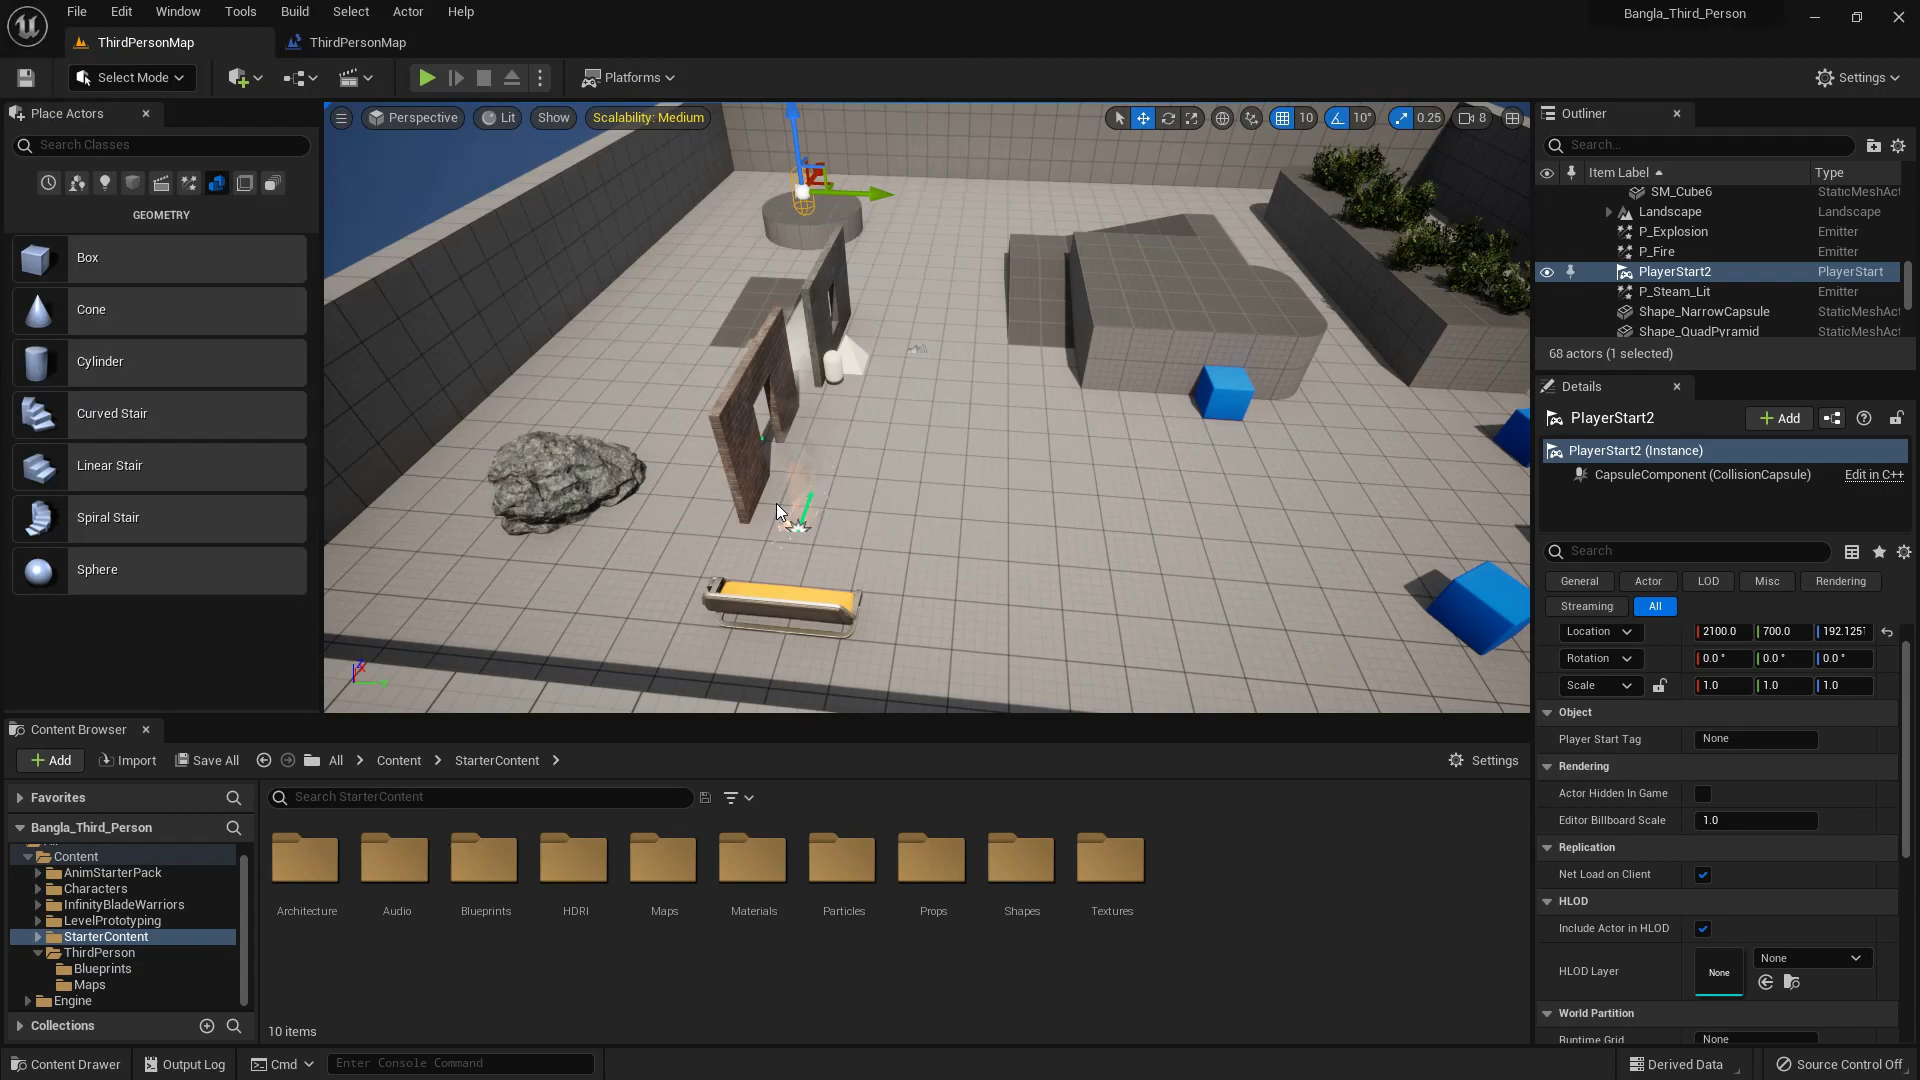 File Edit Window Tools Build Select Actor Help
Bangla_Third_Person
ThirdPersonMap
ThirdPersonMap
Select Mode
Platforms
Settings
Place Actors
Search Classes
GEOMETRY
Box
Cone
Cylinder
Curved Stair
Linear Stair
Spiral Stair
Sphere
Perspective
Lit
Show
Scalability: Medium
10
10°
0.25
8
Outliner
Search...
Item Label Type
SM_Cube6 StaticMeshAct
Landscape Landscape
P_Explosion Emitter
P_Fire Emitter
PlayerStart2 PlayerStart
P_Steam_Lit Emitter
Shape_NarrowCapsule StaticMeshAct
Shape_QuadPyramid StaticMeshAct
68 actors (1 selected)
Details
PlayerStart2
Add
PlayerStart2 (Instance)
CapsuleComponent (CollisionCapsule) Edit in C++
Search
General Actor LOD Misc Rendering
Streaming All
Location 2100.0 700.0 192.1251
Rotation 0.0 ° 0.0 ° 0.0 °
Scale 1.0 1.0 1.0
Object
Player Start Tag None
Rendering
Actor Hidden In Game
Editor Billboard Scale 1.0
Replication
Net Load on Client
HLOD
Include Actor in HLOD
HLOD Layer None None
World Partition
Runtime Grid None
Content Browser
Add Import Save All All Content StarterContent
Settings
Favorites
Bangla_Third_Person
Content
AnimStarterPack
Characters
InfinityBladeWarriors
LevelPrototyping
StarterContent
ThirdPerson
Blueprints
Maps
Engine
Collections
Search StarterContent
Architecture Audio Blueprints HDRI Maps Materials Particles Props Shapes Textures
10 items
Content Drawer Output Log Cmd Enter Console Command
Derived Data Source Control Off